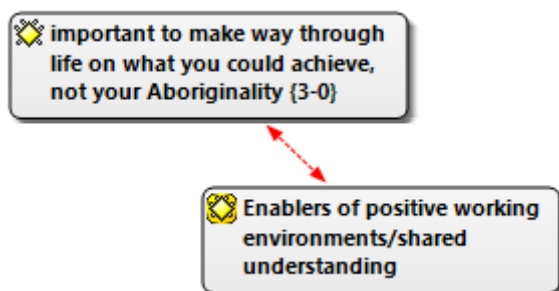 important to make way through
life on what you could achieve,
not your Aboriginality {3-0}
Enablers of positive working
environments/shared
understanding